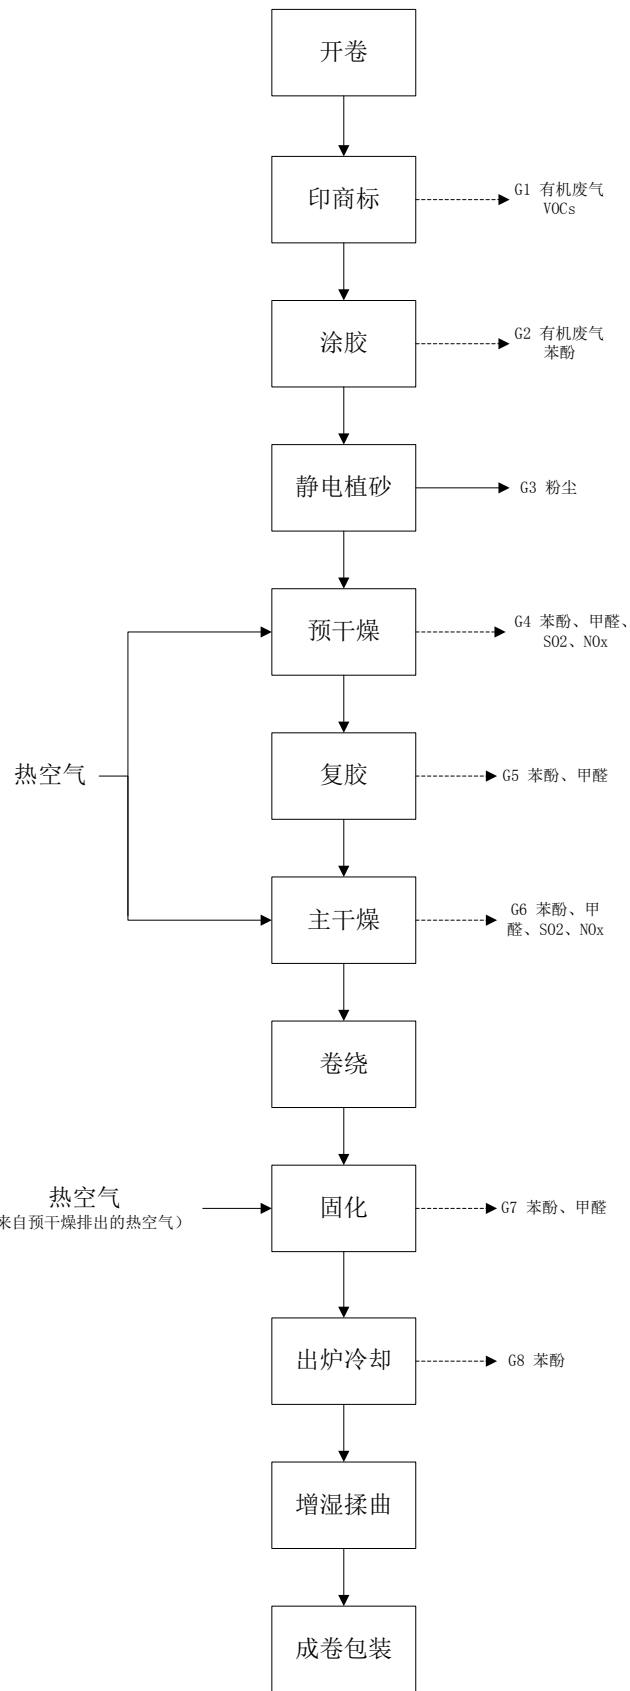 开卷
印商标
G1 有机废气
VOCs
涂胶
G2 有机废气
苯酚
静电植砂
G3 粉尘
预干燥
G4 苯酚、甲醛、
SO2、NOx
热空气
复胶
G5 苯酚、甲醛
主干燥
G6 苯酚、甲
醛、SO2、NOx
卷绕
热空气
来自预干燥排出的热空气）
固化
G7 苯酚、甲醛
出炉冷却
G8 苯酚
增湿揉曲
成卷包装